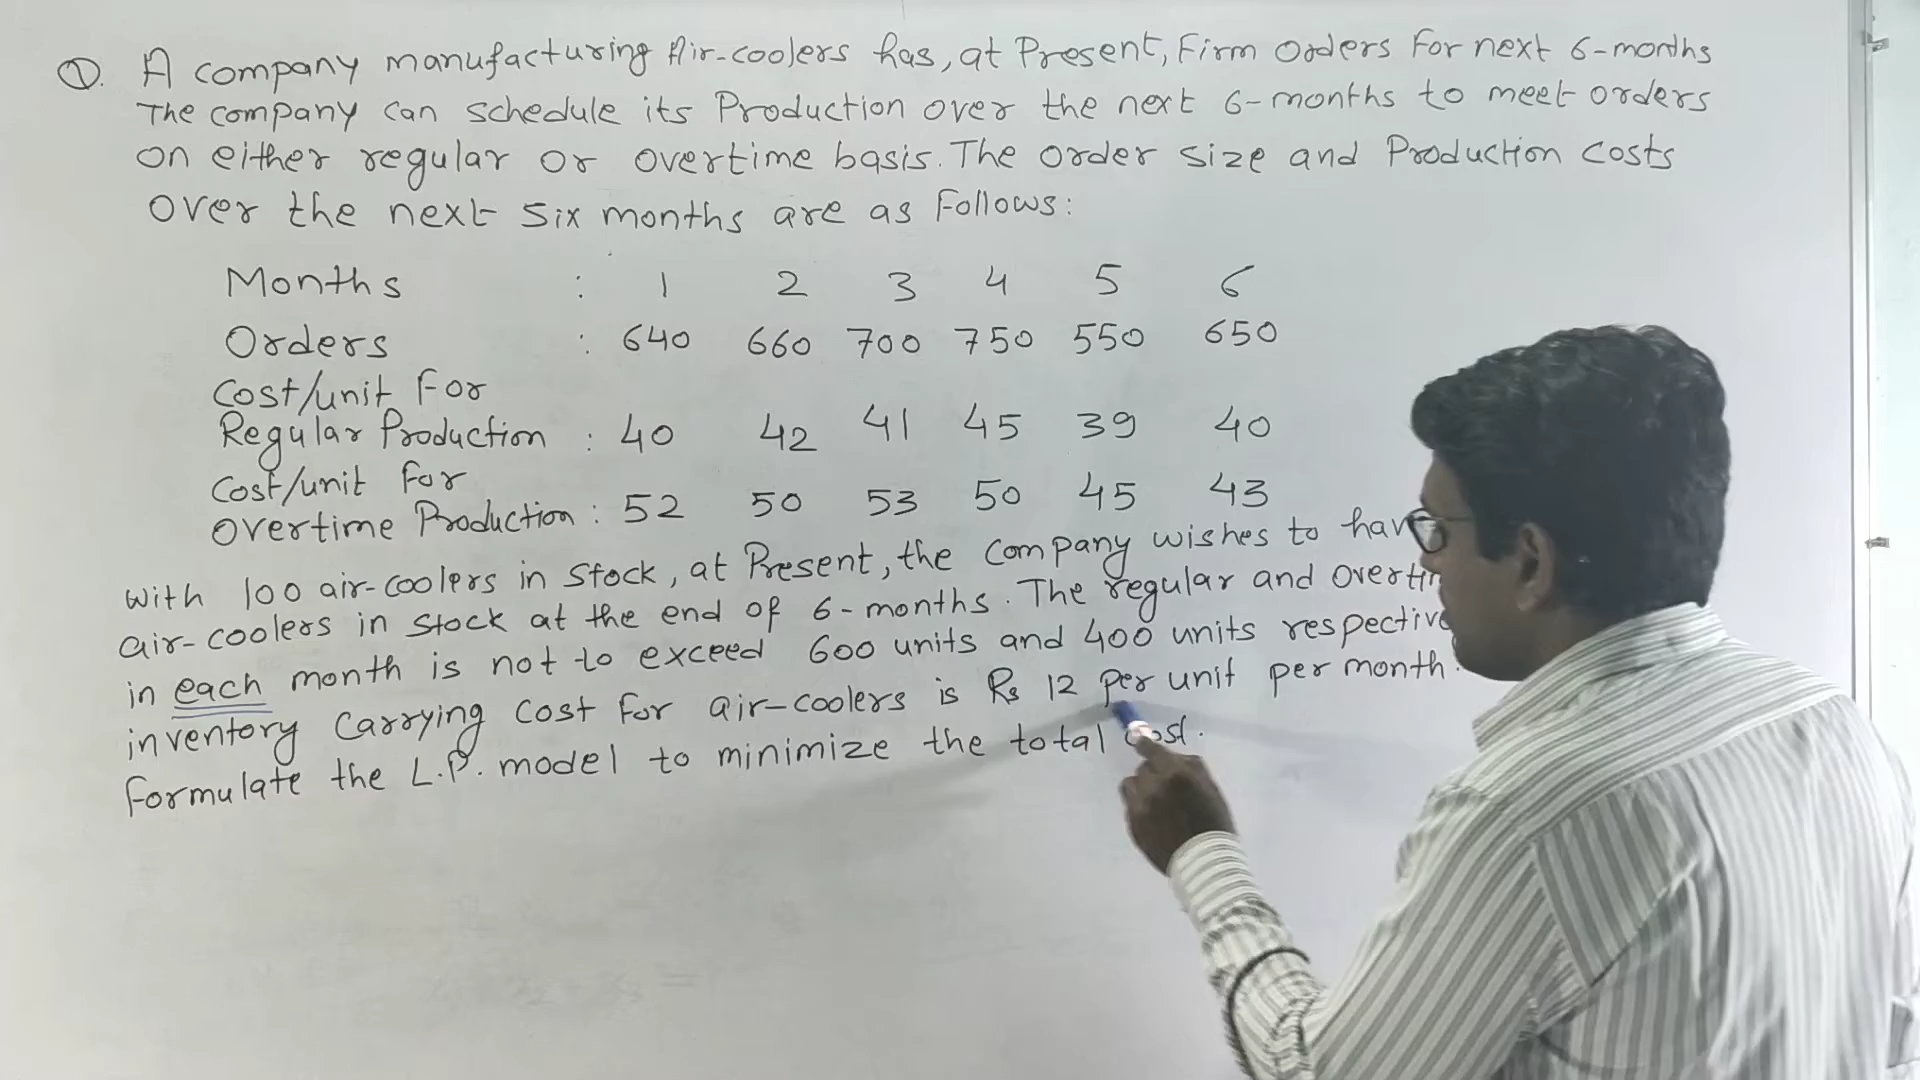 ①. A company manufacturing Air-coolers has, at Present, Firm Orders For next 6-months
The company can schedule its Production over the next 6-months to meet orders
on either regular or overtime basis. The order size and Production costs
over the next six months are as Follows:
Months : 1 2 3 4 5 6
Orders : 640 660 700 750 550 650
Cost/unit For
Regular Production : 40 42 41 45 39 40
Cost/unit For
Overtime Production : 52 50 53 50 45 43
With 100 air-coolers in Stock, at Present, the Company wishes to
air-coolers in stock at the end of 6-months. The regular and
in each month is not to exceed 600 units and 400 units
inventory Carrying Cost for air-coolers is Rs 12 per unit per month.
Formulate the L.P. model to minimize the total cost.